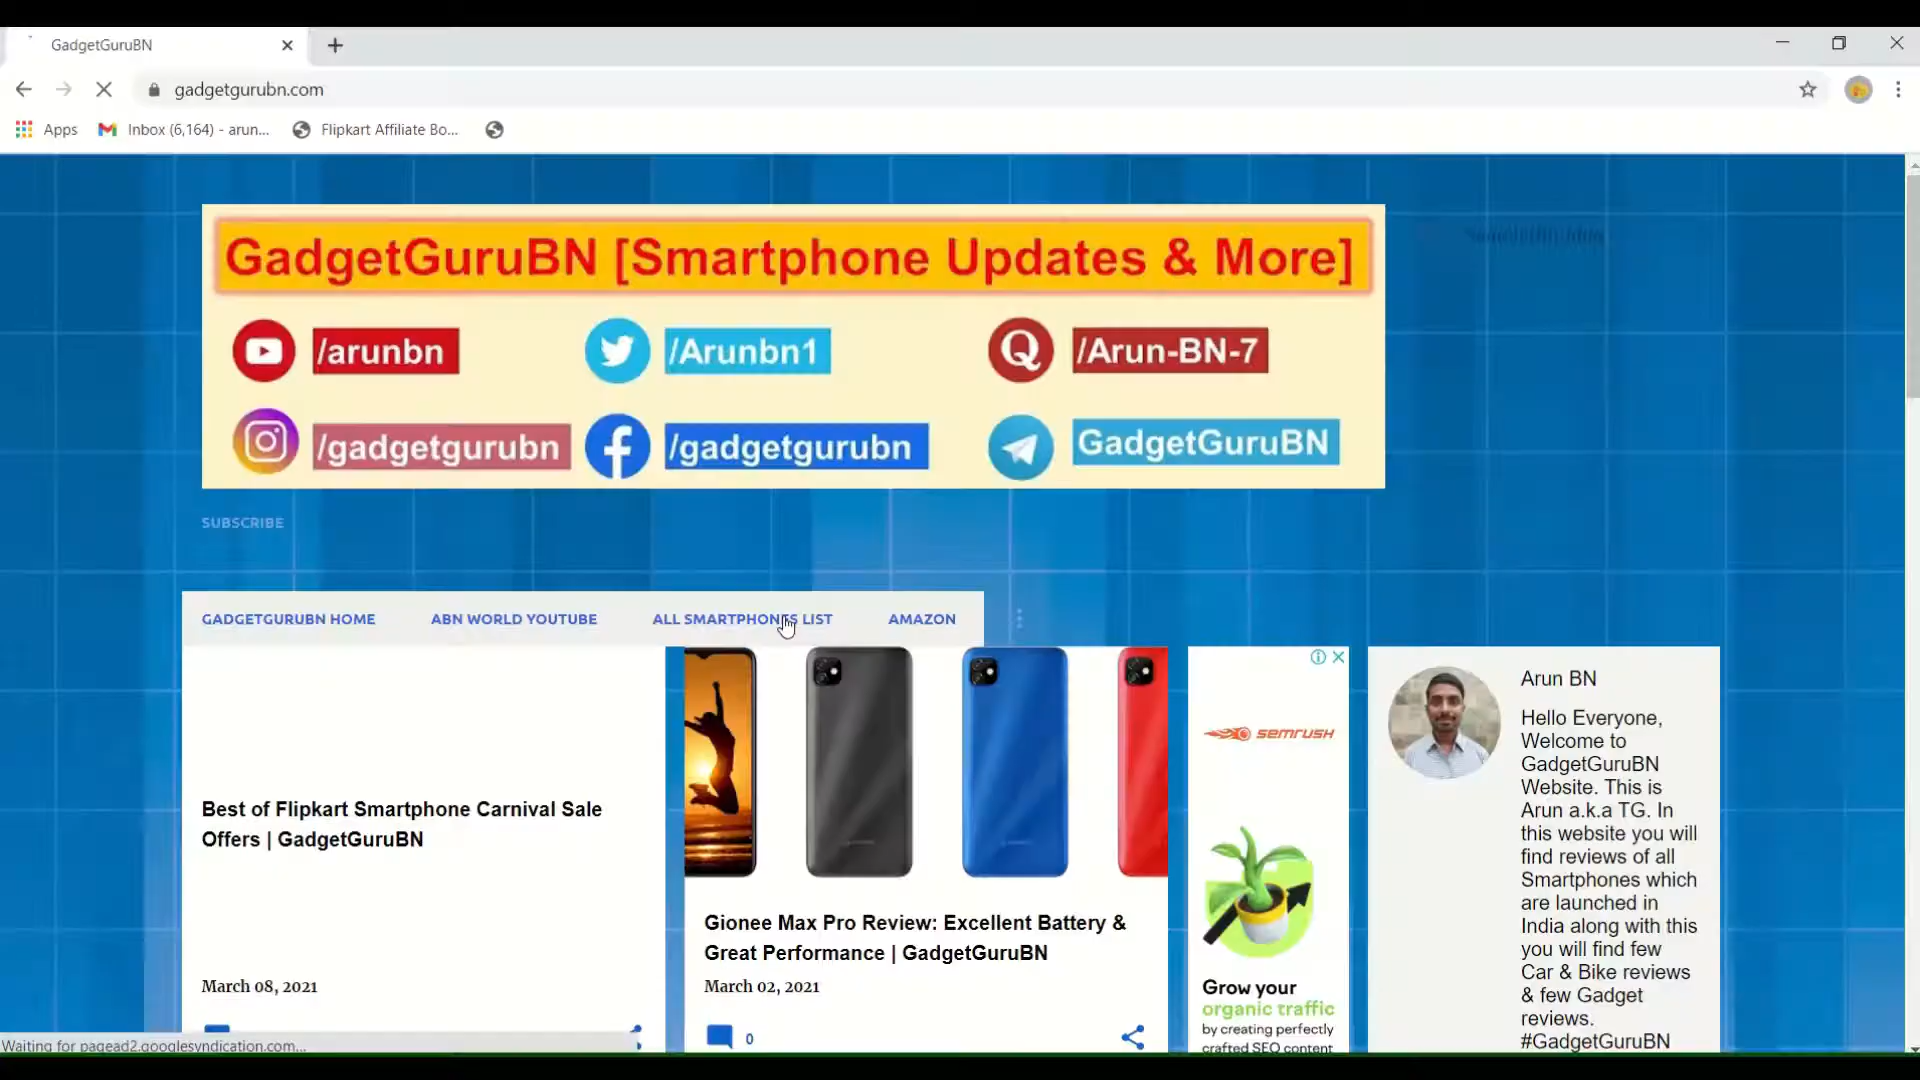 GadgetGuruBN
gadgetgurubn.com
Apps
Inbox (6,164) - arun...
Flipkart Affiliate Bo...
GadgetGuruBN [Smartphone Updates & More]
/arunbn
/Arunbn1
Q
/Arun-BN-7
/gadgetgurubn
/gadgetgurubn
GadgetGuruBN
SUBSCRIBE
GADGETGURUBN HOME
ABN WORLD YOUTUBE
ALL SMARTPHONES LIST
AMAZON
Best of Flipkart Smartphone Carnival Sale
Offers | GadgetGuruBN
March 08, 2021
Gionee Max Pro Review: Excellent Battery &
Great Performance | GadgetGuruBN
March 02, 2021
0
SEMRUSH
Grow your
organic traffic
by creating perfectly
crafted SEO content
Arun BN
Hello Everyone,
Welcome to
GadgetGuruBN
Website. This is
Arun a.k.a TG. In
this website you will
find reviews of all
Smartphones which
are launched in
India along with this
you will find few
Car & Bike reviews
& few Gadget
reviews.
#GadgetGuruBN
Waiting for pagead2.googlesyndication.com...